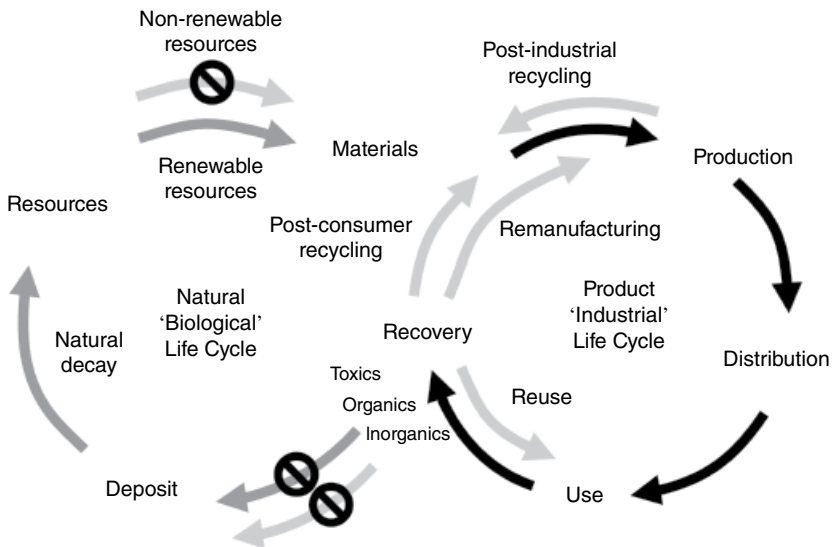 Non-renewable
resources
Post-industrial
recycling
Materials
Production
Renewable
resources
Resources
Post-consumer
recycling
Remanufacturing
Natural
‘Biological’
Life Cycle
Product
‘Industrial’
Life Cycle
Natural
decay
Recovery
Distribution
Toxics
Organics
Inorganics
Reuse
Deposit
Use